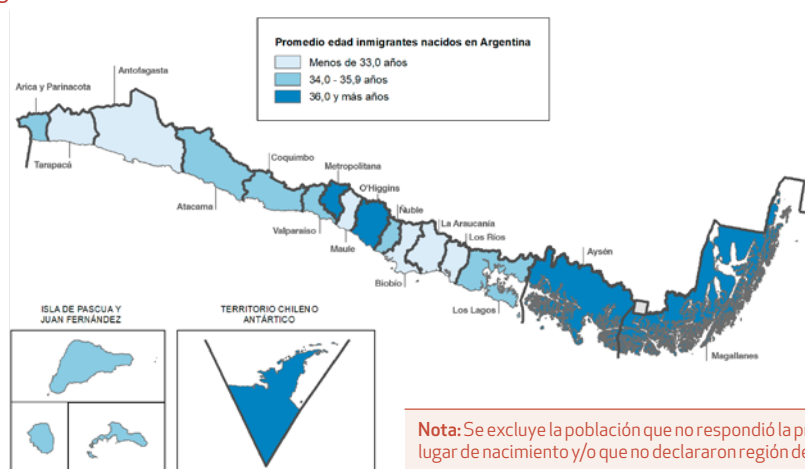 Promedio edad inmigrantes nacidos en Argentina
Menos de 33,0 años
34,0 - 35,9 años
36,0 y más años
Antofagasta
Arica y Parinacota
Coquimbo
Metropolitana
O'Higgins
Ñuble
La Araucanía
Los Ríos
Aysén
Tarapacá
Atacama
Valparaíso
Maule
Biobío
Los Lagos
Magallanes
ISLA DE PASCUA Y
JUAN FERNÁNDEZ
TERRITORIO CHILENO
ANTÁRTICO
Nota: Se excluye la población que no respondió la p
lugar de nacimiento y/o que no declararon región de